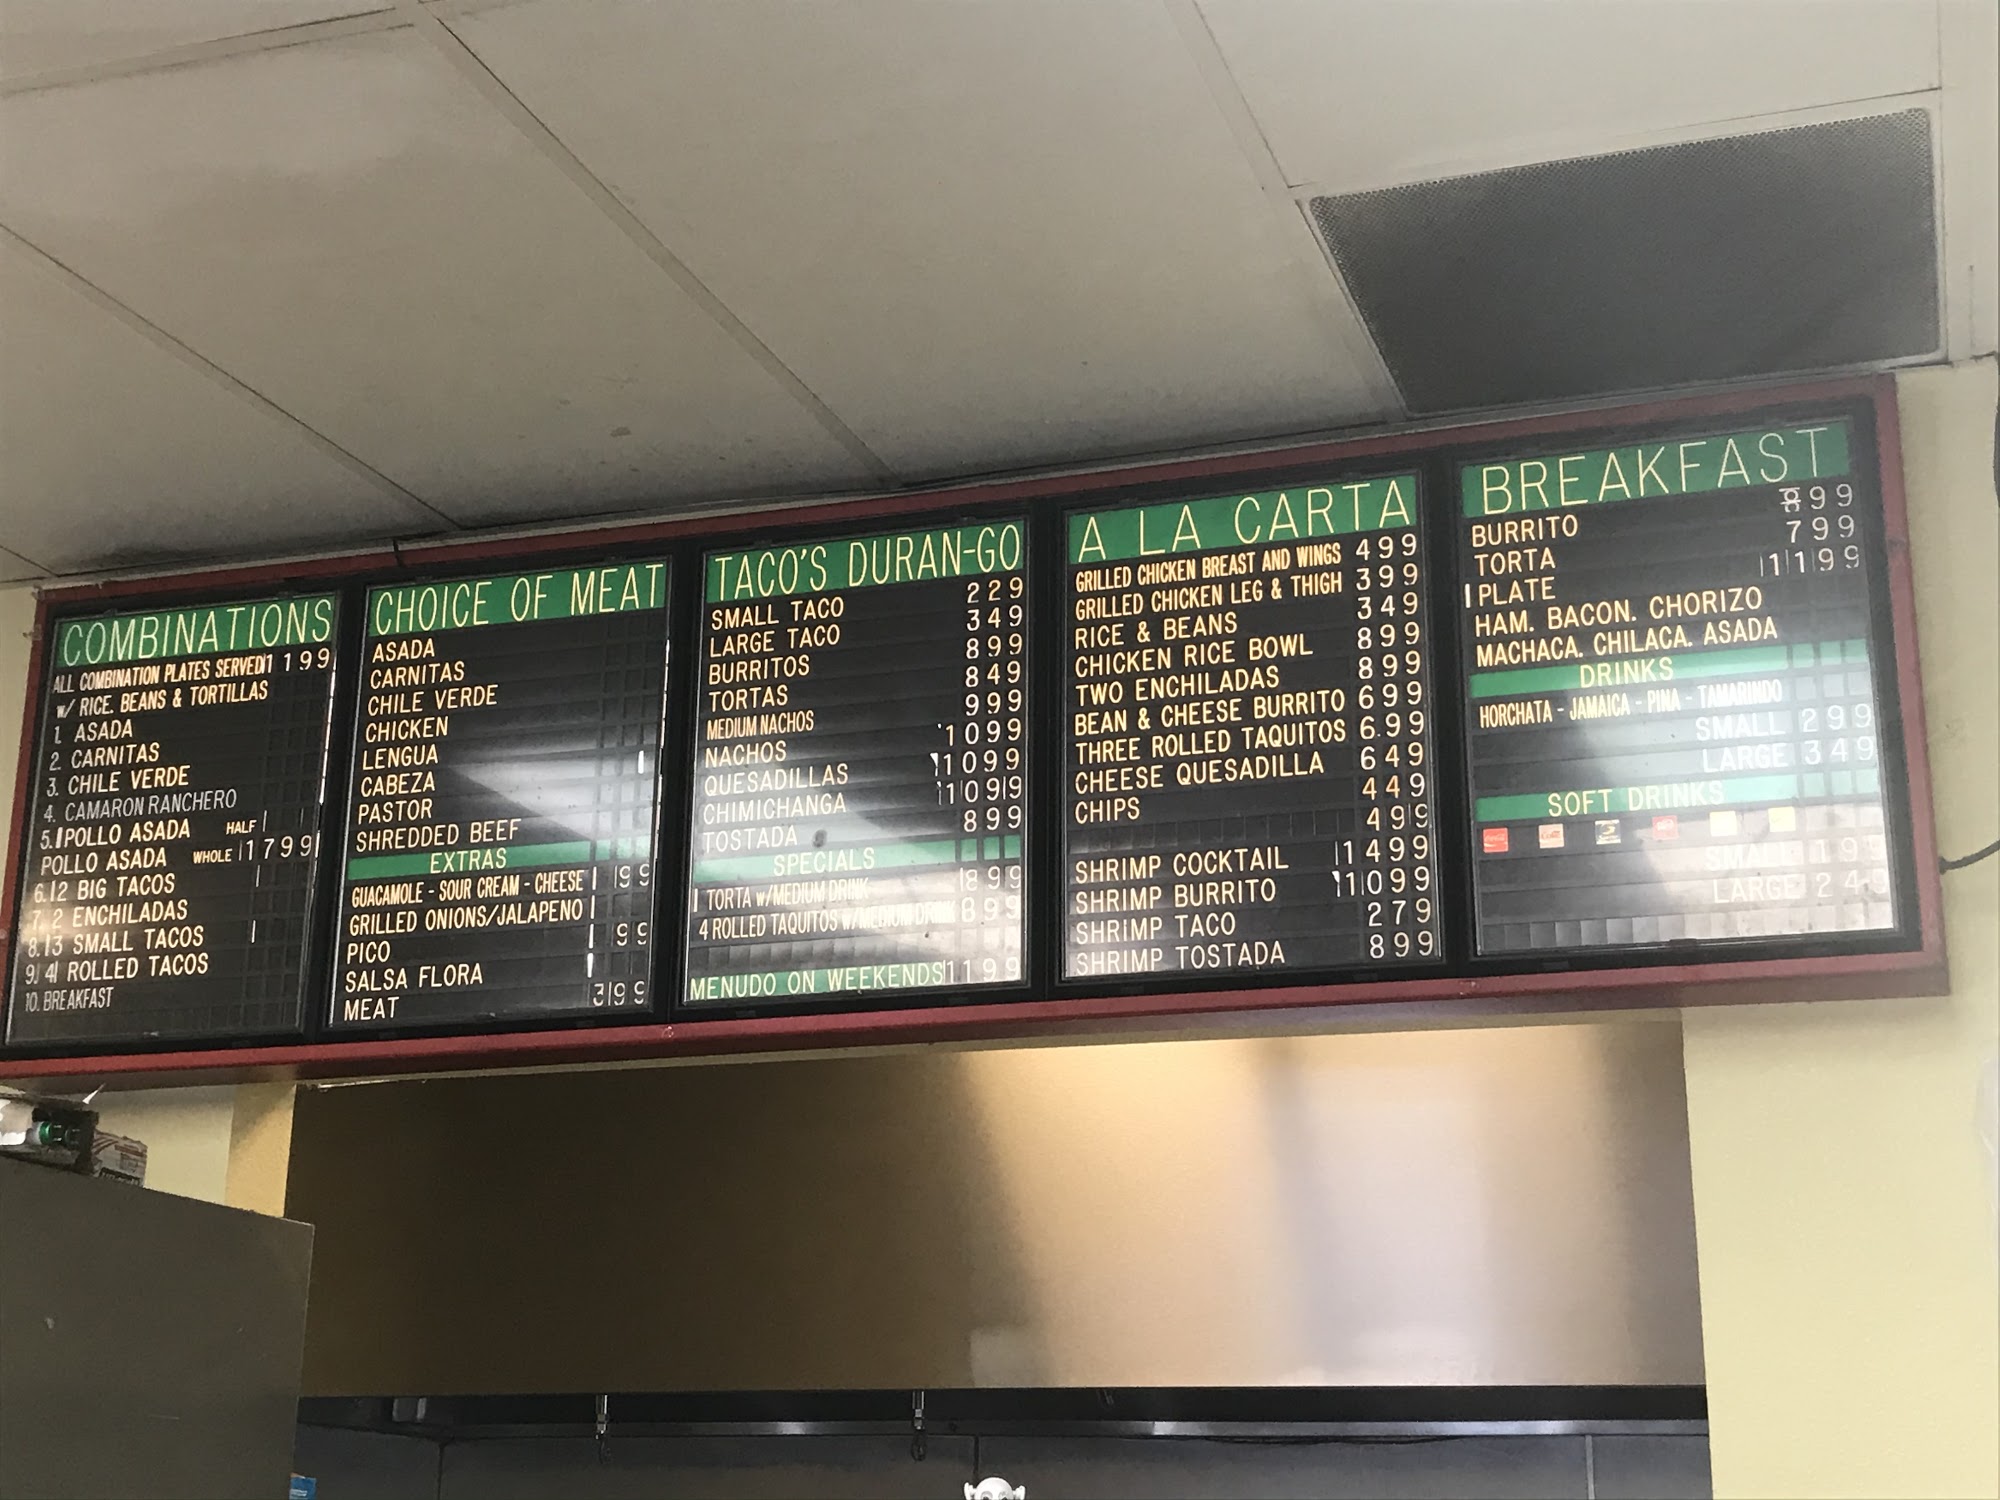 COMBINATIONS
ALL COMBINATION PLATES SERVED 11 99
w/ RICE. BEANS & TORTILLAS
1. ASADA
2. CARNITAS
3. CHILE VERDE
4. CAMARON RANCHERO
5. POLLO ASADA HALF
POLLO ASADA WHOLE 17 99
6. 2 BIG TACOS
7. 2 ENCHILADAS
8. 3 SMALL TACOS
9. 4 ROLLED TACOS
10. BREAKFAST
CHOICE OF MEAT
ASADA
CARNITAS
CHILE VERDE
CHICKEN
LENGUA
CABEZA
PASTOR
SHREDDED BEEF
EXTRAS
GUACAMOLE - SOUR CREAM - CHEESE 99
GRILLED ONIONS/JALAPENO
PICO 99
SALSA FLORA
MEAT 3 99
TACO'S DURAN-GO
SMALL TACO 2 29
LARGE TACO 3 49
BURRITOS 8 99
TORTAS 8 49
MEDIUM NACHOS 9 99
NACHOS 10 99
QUESADILLAS 10 99
CHIMICHANGA 10 99
TOSTADA 8 99
SPECIALS
TORTA w/MEDIUM DRINK 8 99
4 ROLLED TAQUITOS w/MEDIUM DRINK 8 99
MENUDO ON WEEKENDS 11 99
A LA CARTA
GRILLED CHICKEN BREAST AND WINGS 4 99
GRILLED CHICKEN LEG & THIGH 3 99
RICE & BEANS 3 49
CHICKEN RICE BOWL 8 99
TWO ENCHILADAS 8 99
BEAN & CHEESE BURRITO 6 99
THREE ROLLED TAQUITOS 6.99
CHEESE QUESADILLA 6 49
CHIPS 4 49
4 99
SHRIMP COCKTAIL 14 99
SHRIMP BURRITO 10 99
SHRIMP TACO 2 79
SHRIMP TOSTADA 8 99
BREAKFAST
BURRITO 8 99
TORTA 7 99
PLATE 11 99
HAM. BACON. CHORIZO
MACHACA. CHILACA. ASADA
DRINKS
HORCHATA - JAMAICA - PINA - TAMARINDO
SMALL 2 99
LARGE 3 49
SOFT DRINKS
SMALL 1 99
LARGE 2 49